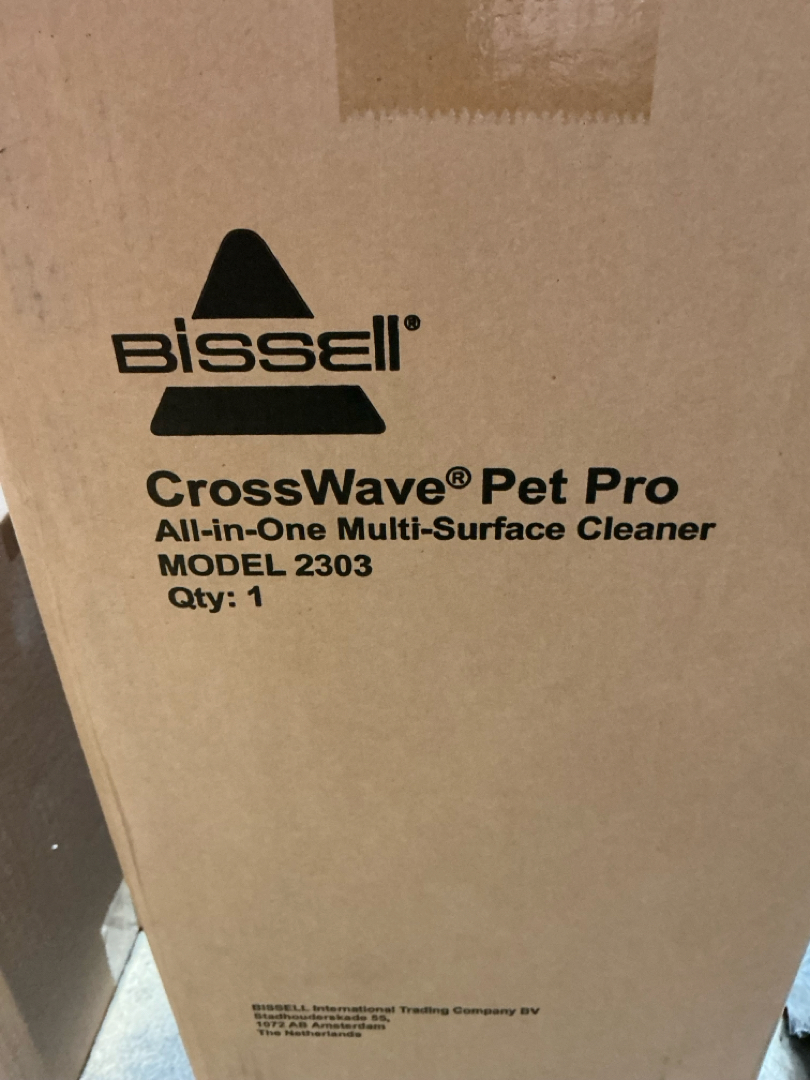 BISSELL®
CrossWave® Pet Pro
All-in-One Multi-Surface Cleaner
MODEL 2303
Qty: 1
BISSELL International Trading Company BV
Stadhouderskade 55,
1072 AB Amsterdam
The Netherlands